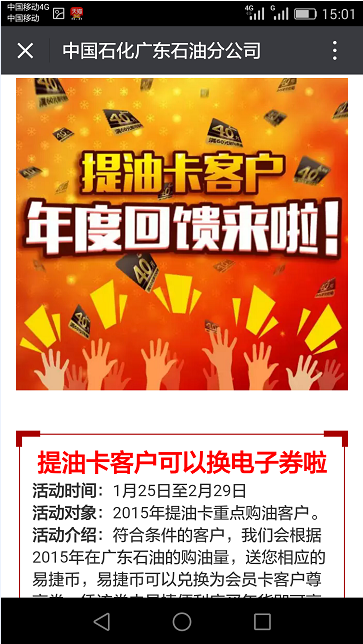 中国移动4G
中国移动
4G
G
15:01
中国石化广东石油分公司
提油卡客户
年度回馈来啦！
提油卡客户可以换电子券啦
活动时间：1月25日至2月29日
活动对象：2015年提油卡重点购油客户。
活动介绍：符合条件的客户，我们会根据
2015年在广东石油的购油量，送您相应的
易捷币，易捷币可以兑换为会员卡客户尊